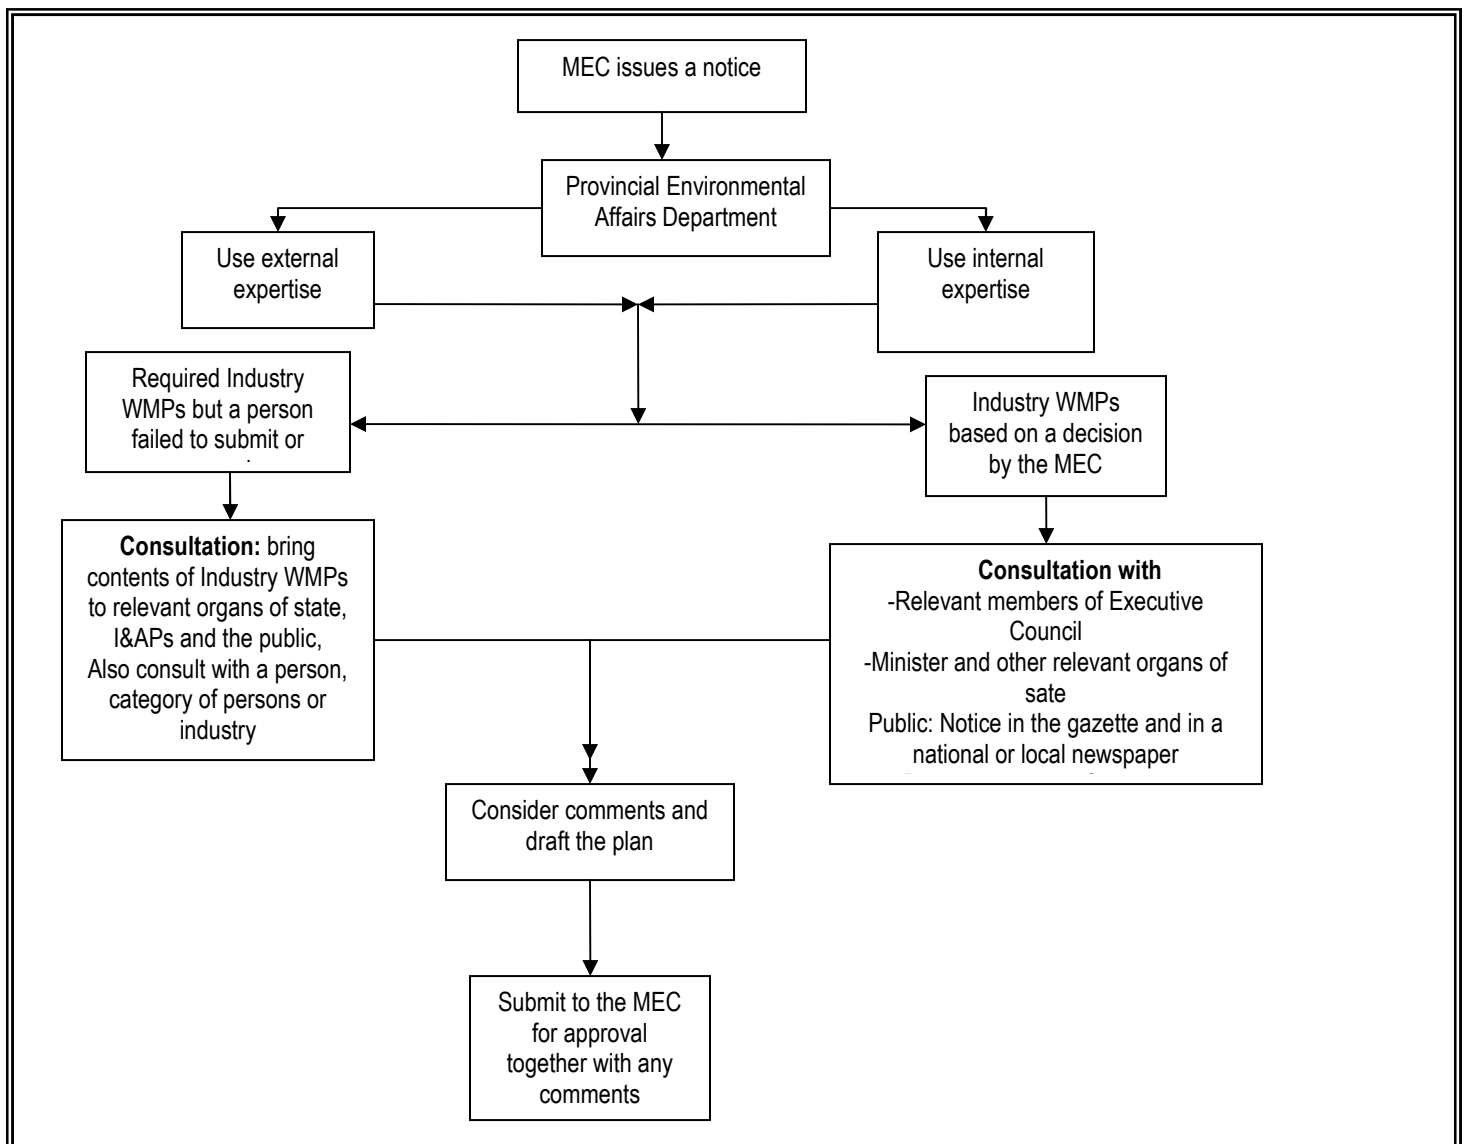 MEC issues a notice
Provincial Environmental
Affairs Department
Use external
expertise
Use internal
expertise
Required Industry
WMPs but a person
failed to submit or
Industry WMPs
based on a decision
by the MEC
Consultation: bring
contents of Industry WMPs
to relevant organs of state,
I&APs and the public,
Also consult with a person,
category of persons or
industry
Consultation with
-Relevant members of Executive
Council
-Minister and other relevant organs of
sate
Public: Notice in the gazette and in a
national or local newspaper
Consider comments and
draft the plan
Submit to the MEC
for approval
together with any
comments